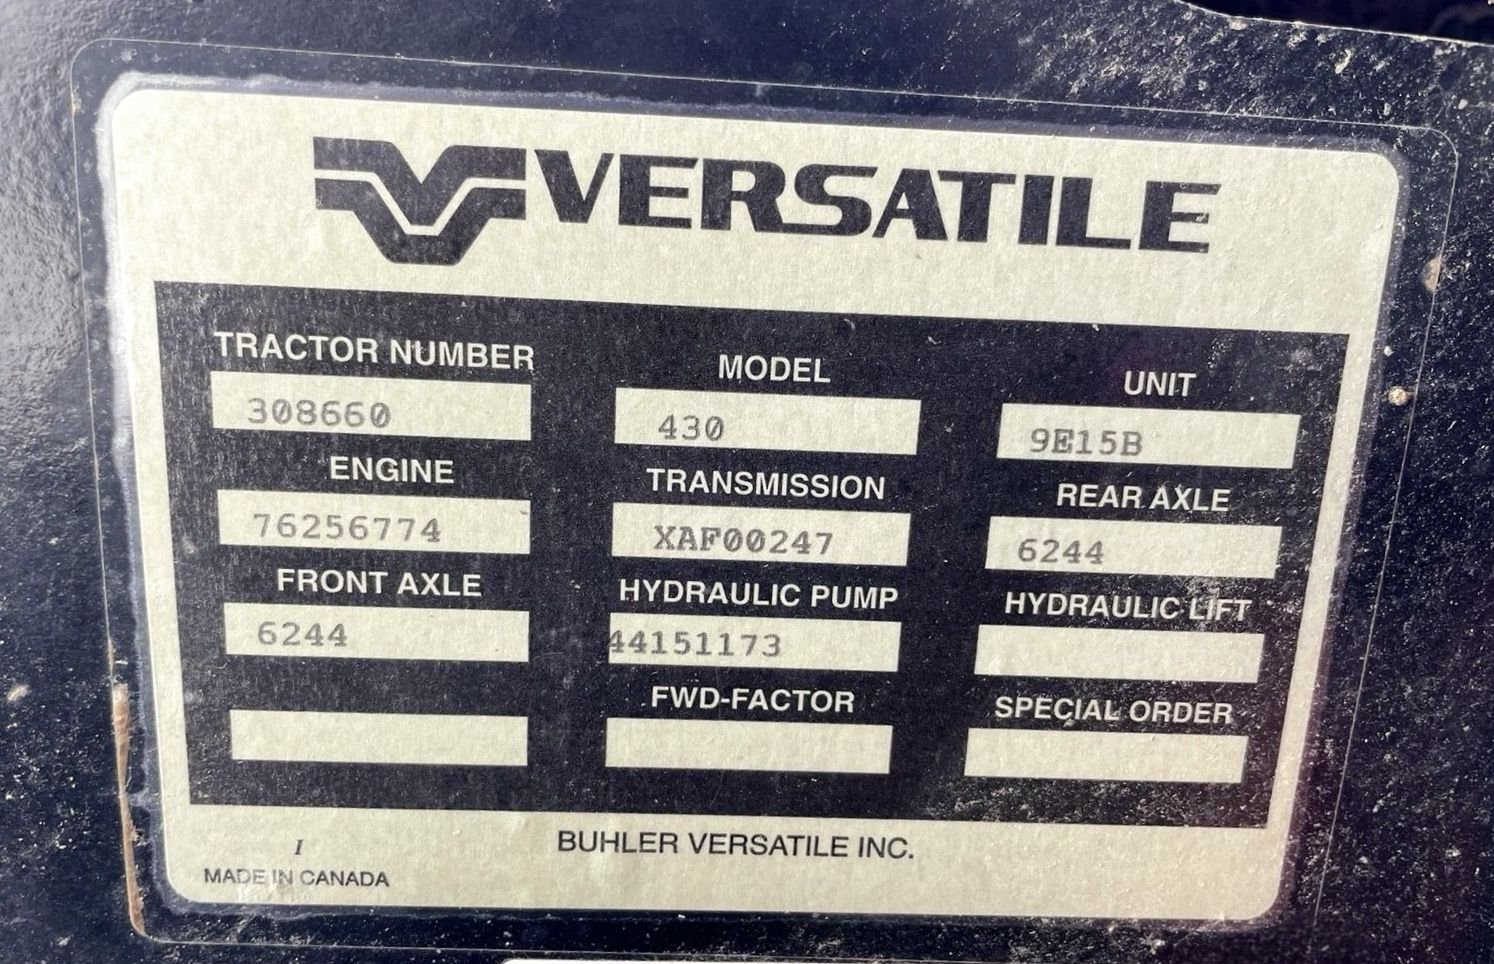 VERSATILE
TRACTOR NUMBER MODEL UNIT
308660 430 9E15B
ENGINE TRANSMISSION REAR AXLE
76256774 XAF00247 6244
FRONT AXLE HYDRAULIC PUMP HYDRAULIC LIFT
6244 44151173
FWD-FACTOR SPECIAL ORDER
I BUHLER VERSATILE INC.
MADE IN CANADA